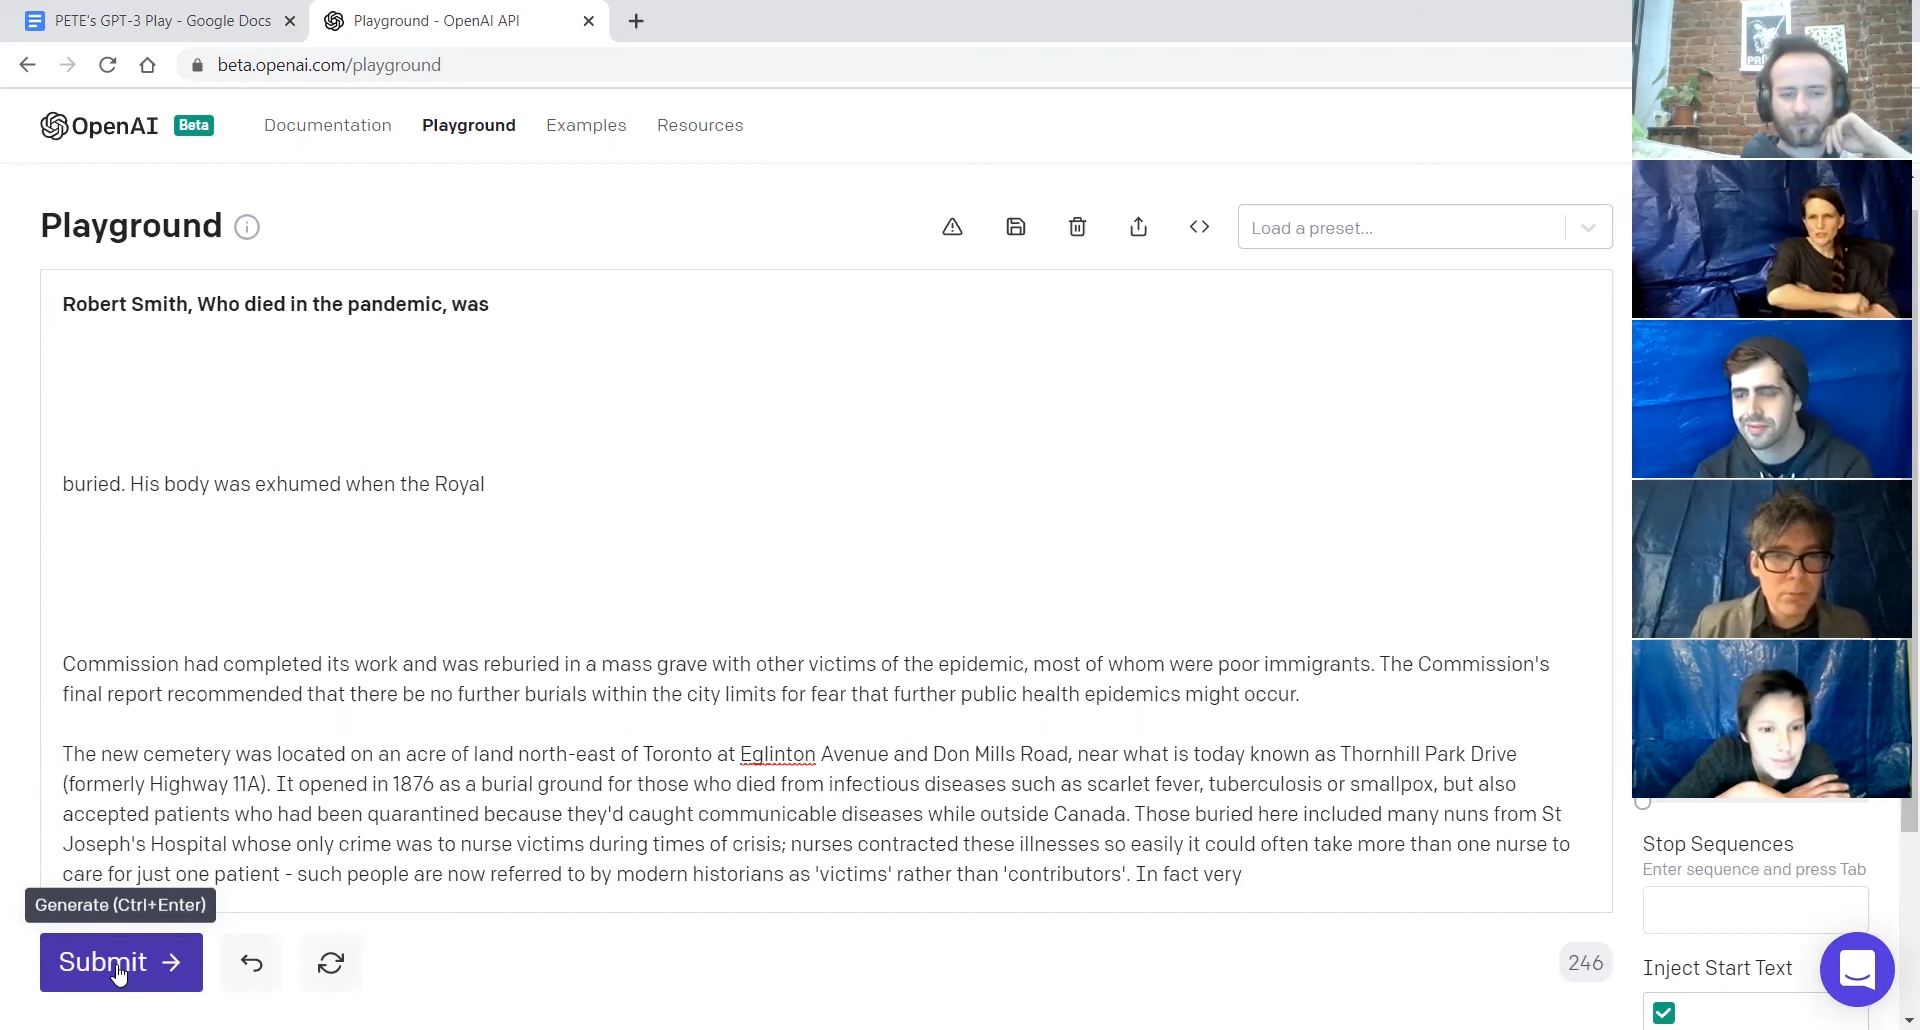 PETE's GPT-3 Play - Google Docs
Playground - OpenAI API
beta.openai.com/playground
OpenAI Beta Documentation Playground Examples Resources
Playground
Load a preset...
Robert Smith, Who died in the pandemic, was
buried. His body was exhumed when the Royal
Commission had completed its work and was reburied in a mass grave with other victims of the epidemic, most of whom were poor immigrants. The Commission's
final report recommended that there be no further burials within the city limits for fear that further public health epidemics might occur.
The new cemetery was located on an acre of land north-east of Toronto at Eglinton Avenue and Don Mills Road, near what is today known as Thornhill Park Drive
(formerly Highway 11A). It opened in 1876 as a burial ground for those who died from infectious diseases such as scarlet fever, tuberculosis or smallpox, but also
accepted patients who had been quarantined because they'd caught communicable diseases while outside Canada. Those buried here included many nuns from St
Joseph's Hospital whose only crime was to nurse victims during times of crisis; nurses contracted these illnesses so easily it could often take more than one nurse to
care for just one patient - such people are now referred to by modern historians as 'victims' rather than 'contributors'. In fact very
Generate (Ctrl+Enter)
Submit
246
Stop Sequences
Enter sequence and press Tab
Inject Start Text